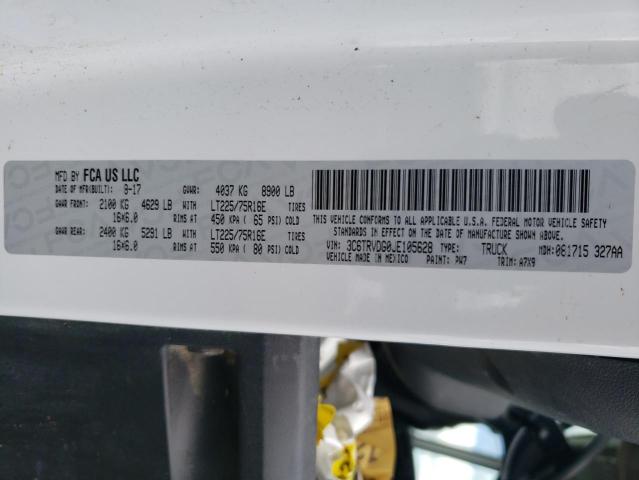 MFD BY FCA US LLC
DATE OF MFR(BUILT): 8-17 GVWR: 4037 KG 8900 LB
GAWR FRONT: 2100 KG 4629 LB WITH LT225/75R16E TIRES
16x6.0 RIMS AT 450 KPA ( 65 PSI) COLD
GAWR REAR: 2400 KG 5291 LB WITH LT225/75R16E TIRES
16x6.0 RIMS AT 550 KPA ( 80 PSI) COLD
THIS VEHICLE CONFORMS TO ALL APPLICABLE U.S.A. FEDERAL MOTOR VEHICLE SAFETY
STANDARDS IN EFFECT ON THE DATE OF MANUFACTURE SHOWN ABOVE.
VIN: 3C6TRVDG0JE105628 TYPE: TRUCK MDH: 081715 327AA
VEHICLE MADE IN MEXICO PAINT: PW7 TRIM: A7X9